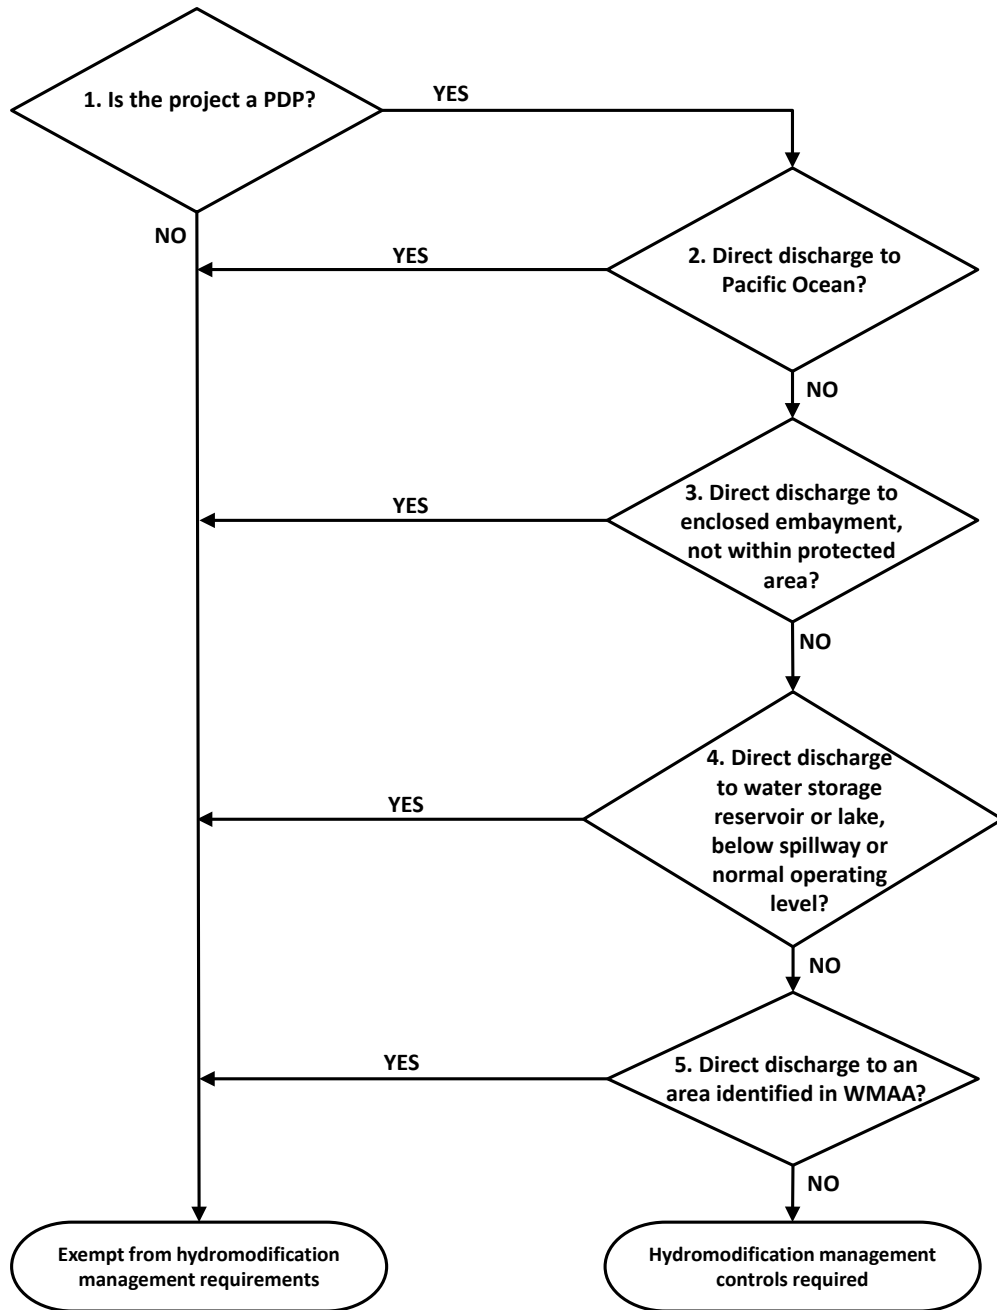 1. Is the project a PDP?
YES
NO
YES
2. Direct discharge to
Pacific Ocean?
NO
YES
3. Direct discharge to
enclosed embayment,
not within protected
area?
NO
YES
4. Direct discharge
to water storage
reservoir or lake,
below spillway or
normal operating
level?
NO
YES
5. Direct discharge to an
area identified in WMAA?
NO
Exempt from hydromodification
management requirements
Hydromodification management
controls required